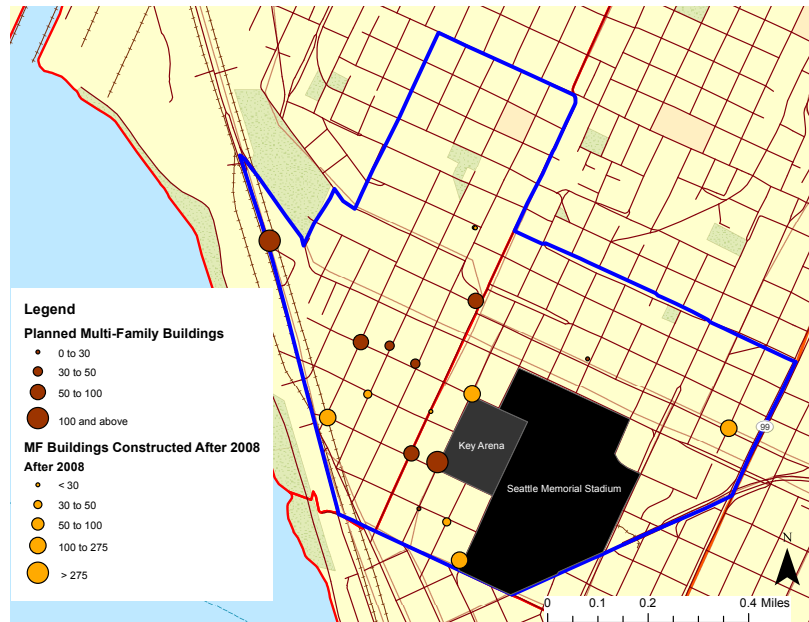 Legend
Planned Multi-Family Buildings
0 to 30
30 to 50
50 to 100
100 and above
MF Buildings Constructed After 2008
After 2008
< 30
30 to 50
50 to 100
100 to 275
> 275
Key Arena
Seattle Memorial Stadium
99
N
0 0.1 0.2 0.4 Miles